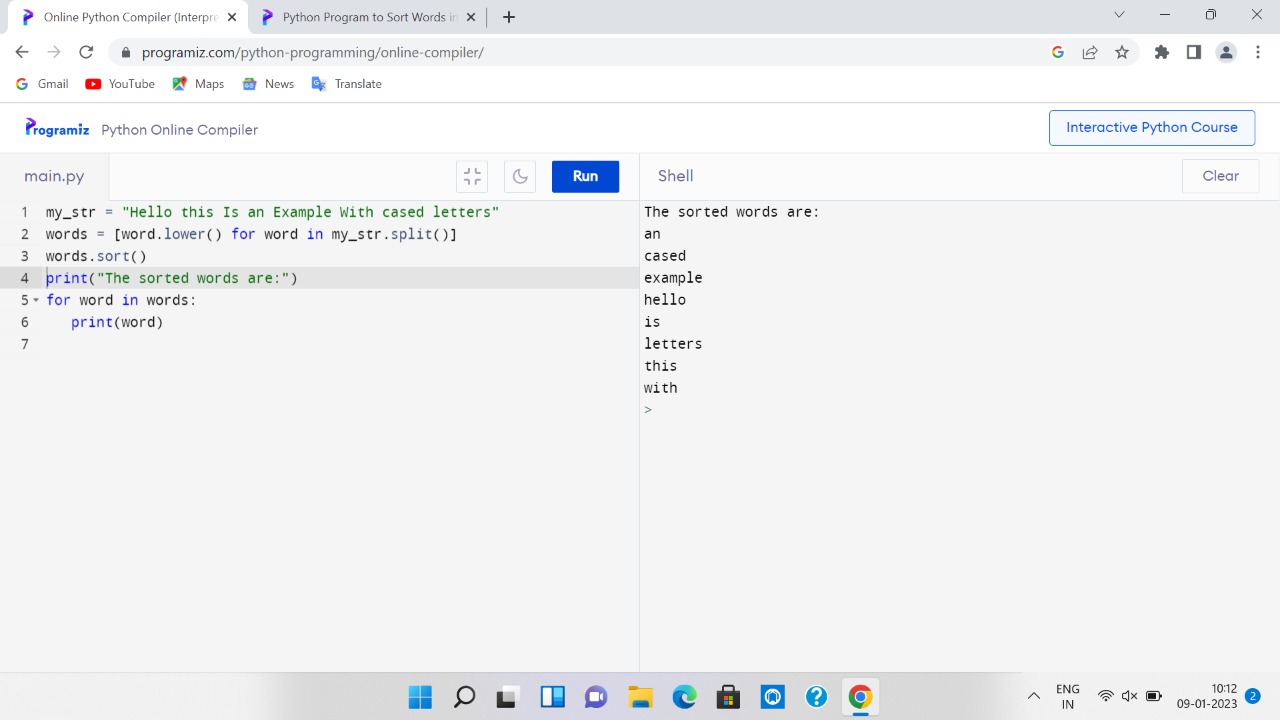 Online Python Compiler (Interpre
Python Program to Sort Words in
programiz.com/python-programming/online-compiler/
Gmail YouTube Maps News Translate
Programiz Python Online Compiler Interactive Python Course
main.py Run Shell Clear
1 my_str = "Hello this Is an Example With cased letters"
2 words = [word.lower() for word in my_str.split()]
3 words.sort()
4 print("The sorted words are:")
5 for word in words:
6    print(word)
7
The sorted words are:
an
cased
example
hello
is
letters
this
with
>
ENG
IN
10:12
09-01-2023
2